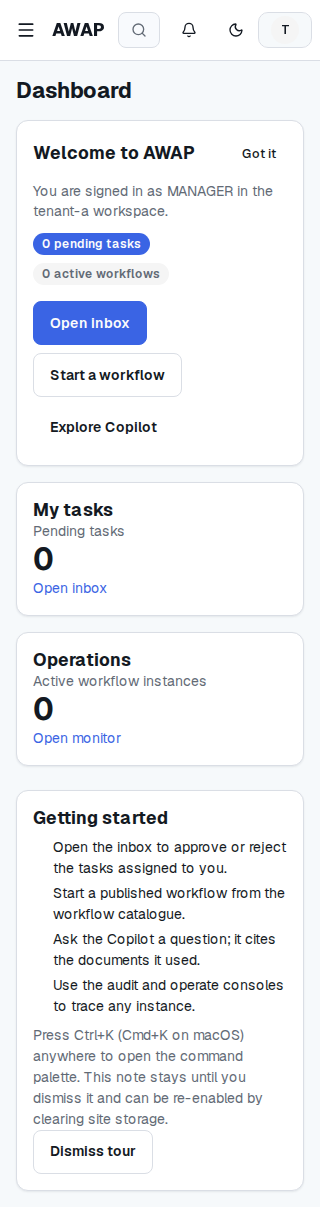 AWAP
T
Dashboard
Welcome to AWAP
Got it
You are signed in as MANAGER in the
tenant-a workspace.
0 pending tasks
0 active workflows
Open inbox
Start a workflow
Explore Copilot
My tasks
Pending tasks
0
Open inbox
Operations
Active workflow instances
0
Open monitor
Getting started
Open the inbox to approve or reject
the tasks assigned to you.
Start a published workflow from the
workflow catalogue.
Ask the Copilot a question; it cites
the documents it used.
Use the audit and operate consoles
to trace any instance.
Press Ctrl+K (Cmd+K on macOS)
anywhere to open the command
palette. This note stays until you
dismiss it and can be re-enabled by
clearing site storage.
Dismiss tour